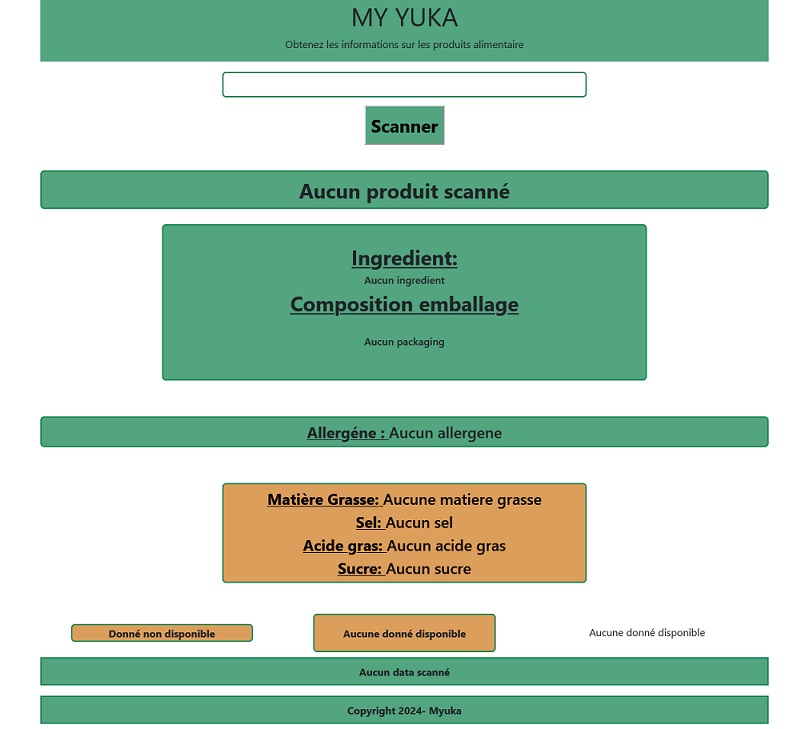 MY YUKA
Obtenez les informations sur les produits alimentaire
Scanner
Aucun produit scanné
Ingredient:
Aucun ingredient
Composition emballage
Aucun packaging
Allergéne : Aucun allergene
Matière Grasse: Aucune matiere grasse
Sel: Aucun sel
Acide gras: Aucun acide gras
Sucre: Aucun sucre
Donné non disponible
Aucune donné disponible
Aucune donné disponible
Aucun data scanné
Copyright 2024- Myuka